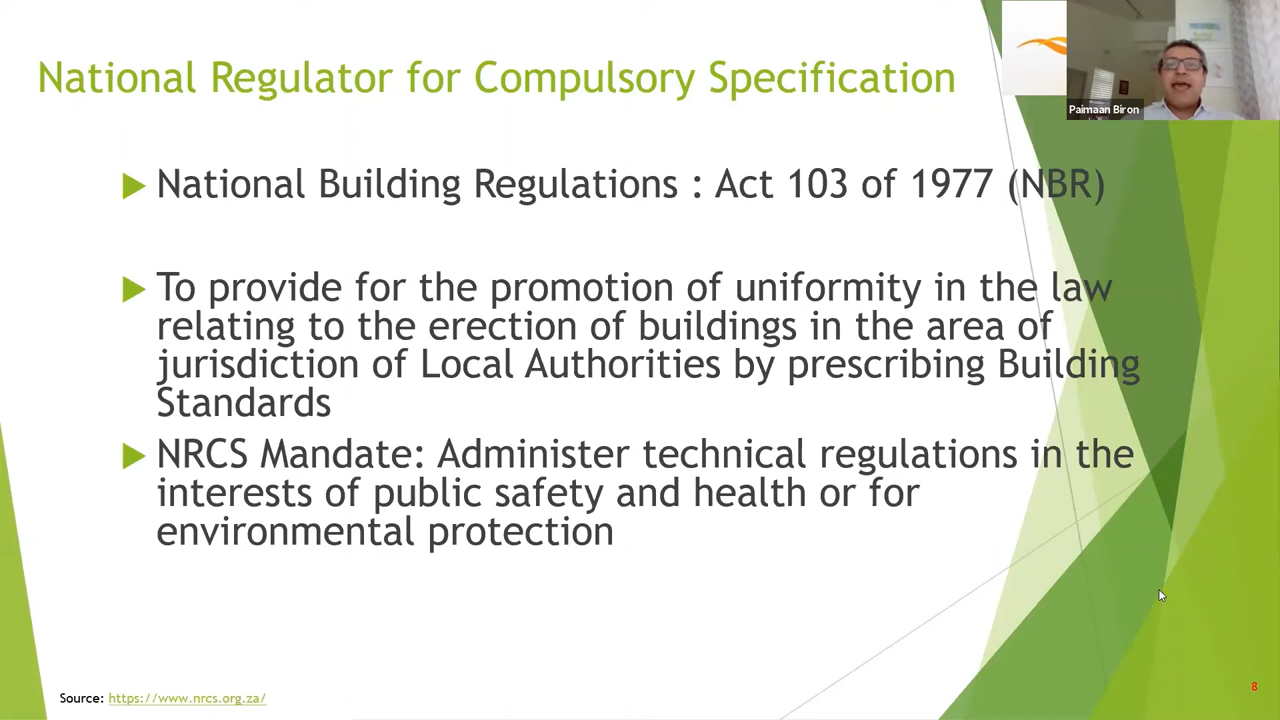 National Regulator for Compulsory Specification
Paimaan Biron
National Building Regulations : Act 103 of 1977 (NBR)
To provide for the promotion of uniformity in the law
relating to the erection of buildings in the area of
jurisdiction of Local Authorities by prescribing Building
Standards
NRCS Mandate: Administer technical regulations in the
interests of public safety and health or for
environmental protection
Source: https://www.nrcs.org.za/
8